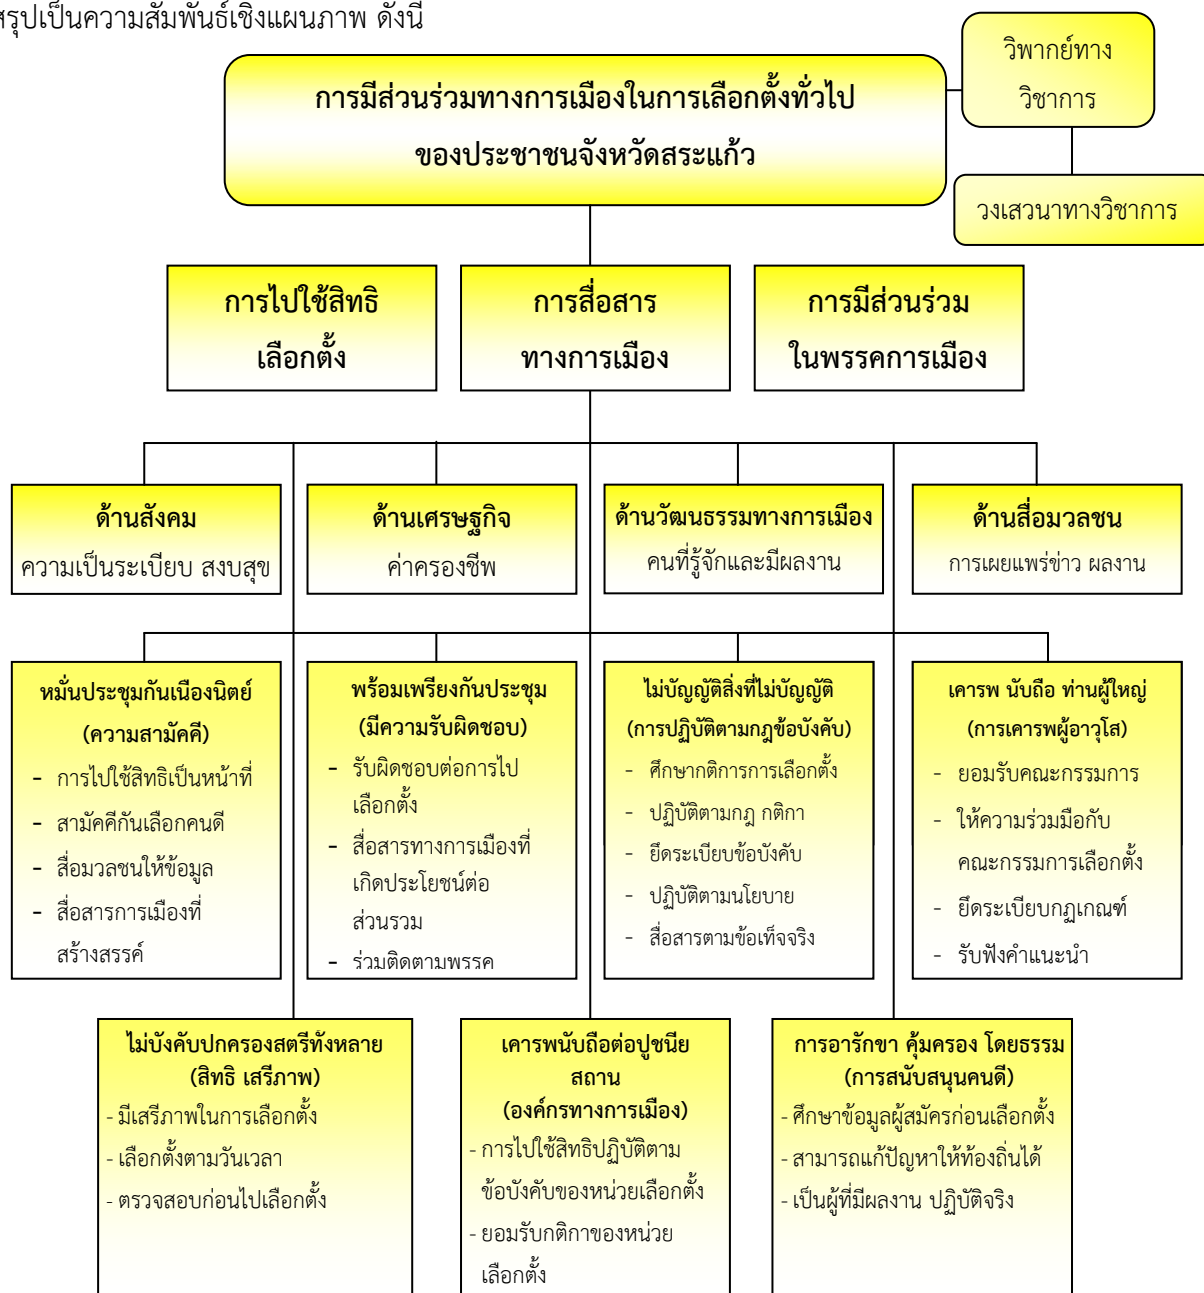 สรุปเป็นความสัมพันธ์เชิงแผนภาพ ดังนี้
วิพากย์ทาง
วิชาการ
การมีส่วนร่วมทางการเมืองในการเลือกตั้งทั่วไป
ของประชาชนจังหวัดสระแก้ว
วงเสวนาทางวิชาการ
การไปใช้สิทธิ
เลือกตั้ง
การสื่อสาร
ทางการเมือง
การมีส่วนร่วม
ในพรรคการเมือง
ด้านสังคม
ความเป็นระเบียบ สงบสุข
ด้านเศรษฐกิจ
ค่าครองชีพ
ด้านวัฒนธรรมทางการเมือง
คนที่รู้จักและมีผลงาน
ด้านสื่อมวลชน
การเผยแพร่ข่าว ผลงาน
หมั่นประชุมกันเนืองนิตย์
(ความสามัคคี)
- การไปใช้สิทธิเป็นหน้าที่
- สามัคคีกันเลือกคนดี
- สื่อมวลชนให้ข้อมูล
- สื่อสารการเมืองที่
สร้างสรรค์
พร้อมเพรียงกันประชุม
(มีความรับผิดชอบ)
- รับผิดชอบต่อการไป
เลือกตั้ง
- สื่อสารทางการเมืองที่
เกิดประโยชน์ต่อ
ส่วนรวม
- ร่วมติดตามพรรค
ไม่บัญญัติสิ่งที่ไม่บัญญัติ
(การปฏิบัติตามกฎข้อบังคับ)
- ศึกษากติการการเลือกตั้ง
- ปฏิบัติตามกฎ กติกา
- ยึดระเบียบข้อบังคับ
- ปฏิบัติตามนโยบาย
- สื่อสารตามข้อเท็จจริง
เคารพ นับถือ ท่านผู้ใหญ่
(การเคารพผู้อาวุโส)
- ยอมรับคณะกรรมการ
- ให้ความร่วมมือกับ
คณะกรรมการเลือกตั้ง
- ยึดระเบียบกฏเกณฑ์
- รับฟังคำแนะนำ
ไม่บังคับปกครองสตรีทั้งหลาย
(สิทธิ เสรีภาพ)
- มีเสรีภาพในการเลือกตั้ง
- เลือกตั้งตามวันเวลา
- ตรวจสอบก่อนไปเลือกตั้ง
เคารพนับถือต่อปูชนีย
สถาน
(องค์กรทางการเมือง)
- การไปใช้สิทธิปฏิบัติตาม
ข้อบังคับของหน่วยเลือกตั้ง
- ยอมรับกติกาของหน่วย
เลือกตั้ง
การอารักขา คุ้มครอง โดยธรรม
(การสนับสนุนคนดี)
- ศึกษาข้อมูลผู้สมัครก่อนเลือกตั้ง
- สามารถแก้ปัญหาให้ท้องถิ่นได้
- เป็นผู้ที่มีผลงาน ปฏิบัติจริง